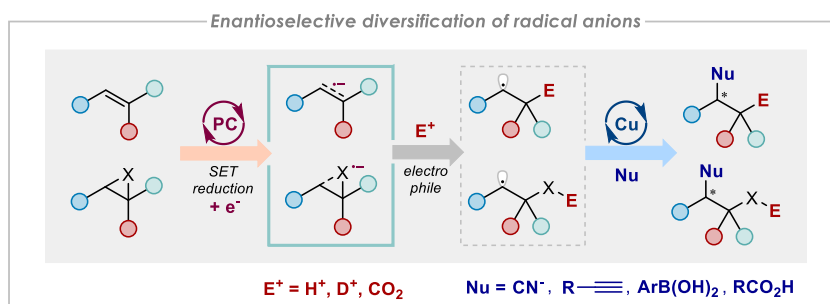 Enantioselective diversification of radical anions
Nu
E
*
PC
•−
E⁺
•
E
Cu
SET
reduction
+ e⁻
electro
phile
Nu
X
X •−
•
X
E
Nu
*
X
E
E⁺ = H⁺, D⁺, CO₂
Nu = CN⁻, R, ArB(OH)₂, RCO₂H